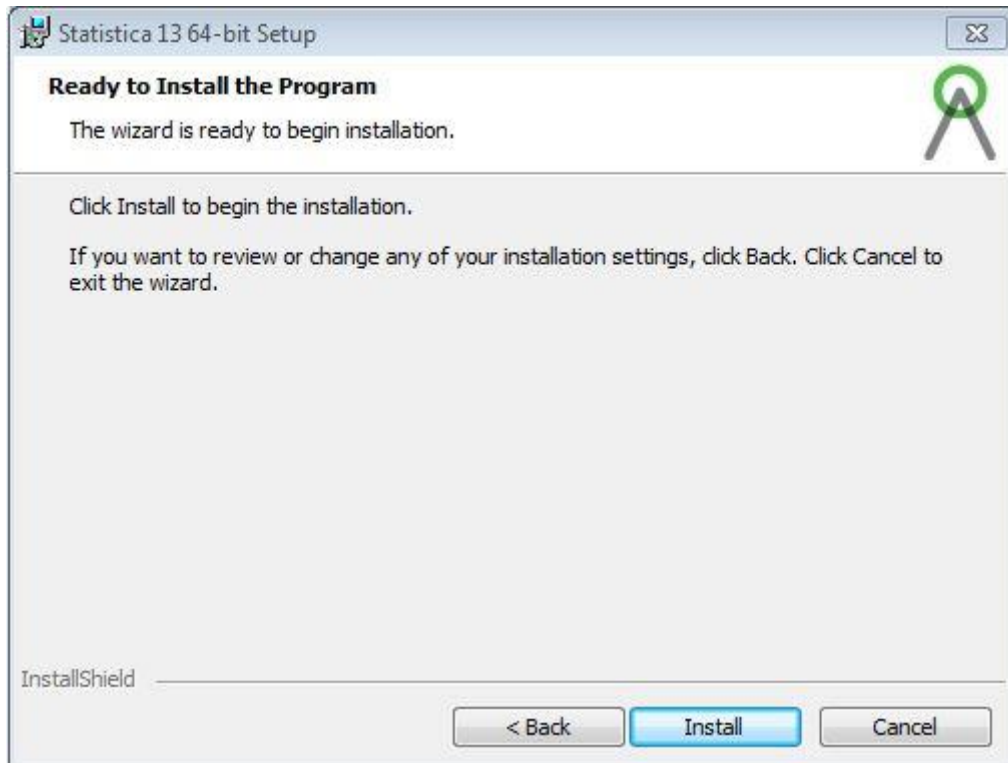 Statistica 13 64-bit Setup
Ready to Install the Program
The wizard is ready to begin installation.
Click Install to begin the installation.
If you want to review or change any of your installation settings, click Back. Click Cancel to
exit the wizard.
InstallShield
< Back
Install
Cancel